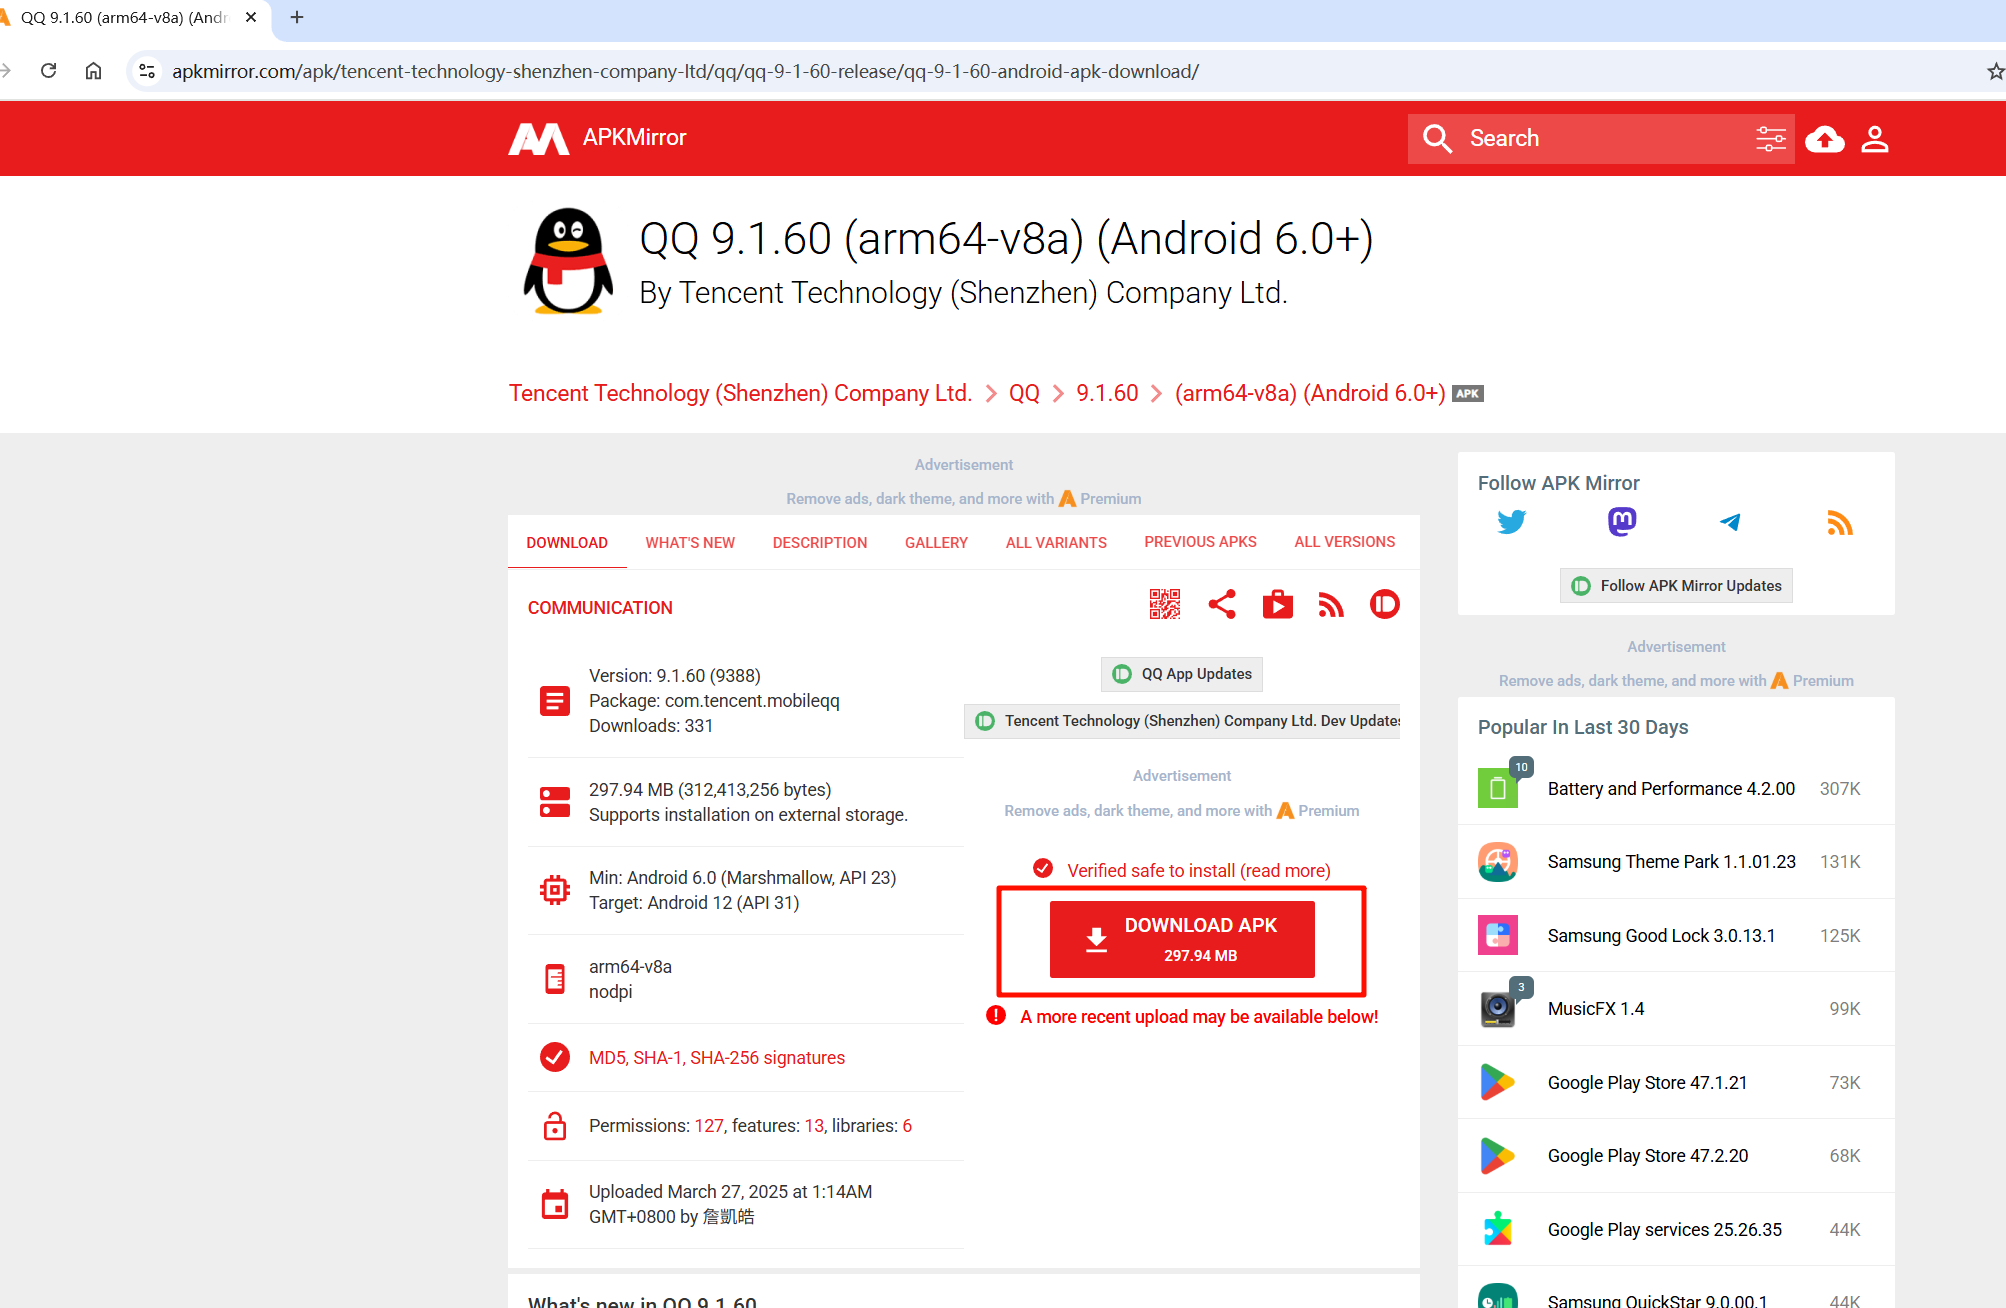 QQ 9.1.60 (arm64-v8a) (Andr
apkmirror.com/apk/tencent-technology-shenzhen-company-ltd/qq/qq-9-1-60-release/qq-9-1-60-android-apk-download/
APKMirror
Search
QQ 9.1.60 (arm64-v8a) (Android 6.0+)
By Tencent Technology (Shenzhen) Company Ltd.
Tencent Technology (Shenzhen) Company Ltd. > QQ > 9.1.60 > (arm64-v8a) (Android 6.0+) APK
Advertisement
Remove ads, dark theme, and more with Premium
DOWNLOAD WHAT'S NEW DESCRIPTION GALLERY ALL VARIANTS PREVIOUS APKS ALL VERSIONS
COMMUNICATION
Version: 9.1.60 (9388)
Package: com.tencent.mobileqq
Downloads: 331
297.94 MB (312,413,256 bytes)
Supports installation on external storage.
Min: Android 6.0 (Marshmallow, API 23)
Target: Android 12 (API 31)
arm64-v8a
nodpi
MD5, SHA-1, SHA-256 signatures
Permissions: 127, features: 13, libraries: 6
Uploaded March 27, 2025 at 1:14AM
GMT+0800 by 詹凱皓
QQ App Updates
Tencent Technology (Shenzhen) Company Ltd. Dev Updates
Advertisement
Remove ads, dark theme, and more with Premium
Verified safe to install (read more)
DOWNLOAD APK
297.94 MB
A more recent upload may be available below!
What's new in QQ 9.1.60
Follow APK Mirror
Follow APK Mirror Updates
Advertisement
Remove ads, dark theme, and more with Premium
Popular In Last 30 Days
10
Battery and Performance 4.2.00 307K
Samsung Theme Park 1.1.01.23 131K
Samsung Good Lock 3.0.13.1 125K
3
MusicFX 1.4 99K
Google Play Store 47.1.21 73K
Google Play Store 47.2.20 68K
Google Play services 25.26.35 44K
Samsung QuickStar 9.0.00.1 44K